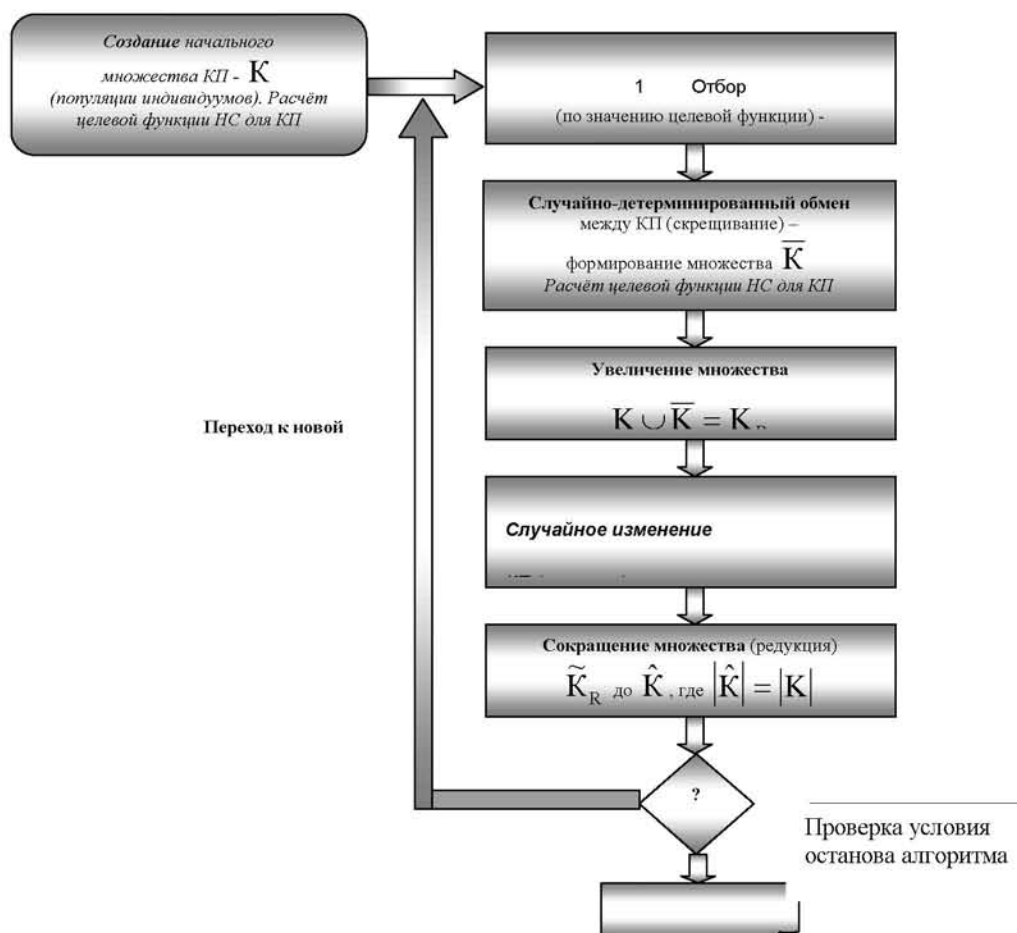 Создание начального
множества КП - К
(популяции индивидуумов). Расчёт
целевой функции НС для КП
1 Отбор
(по значению целевой функции) -
Случайно-детерминированный обмен
между КП (скрещивание) –
формирование множества K̅
Расчёт целевой функции НС для КП
Увеличение множества
K ∪ K̅ = K
Переход к новой
Случайное изменение
Сокращение множества (редукция)
K̃_R до K̂, где |K̂| = |K|
?
Проверка условия
останова алгоритма